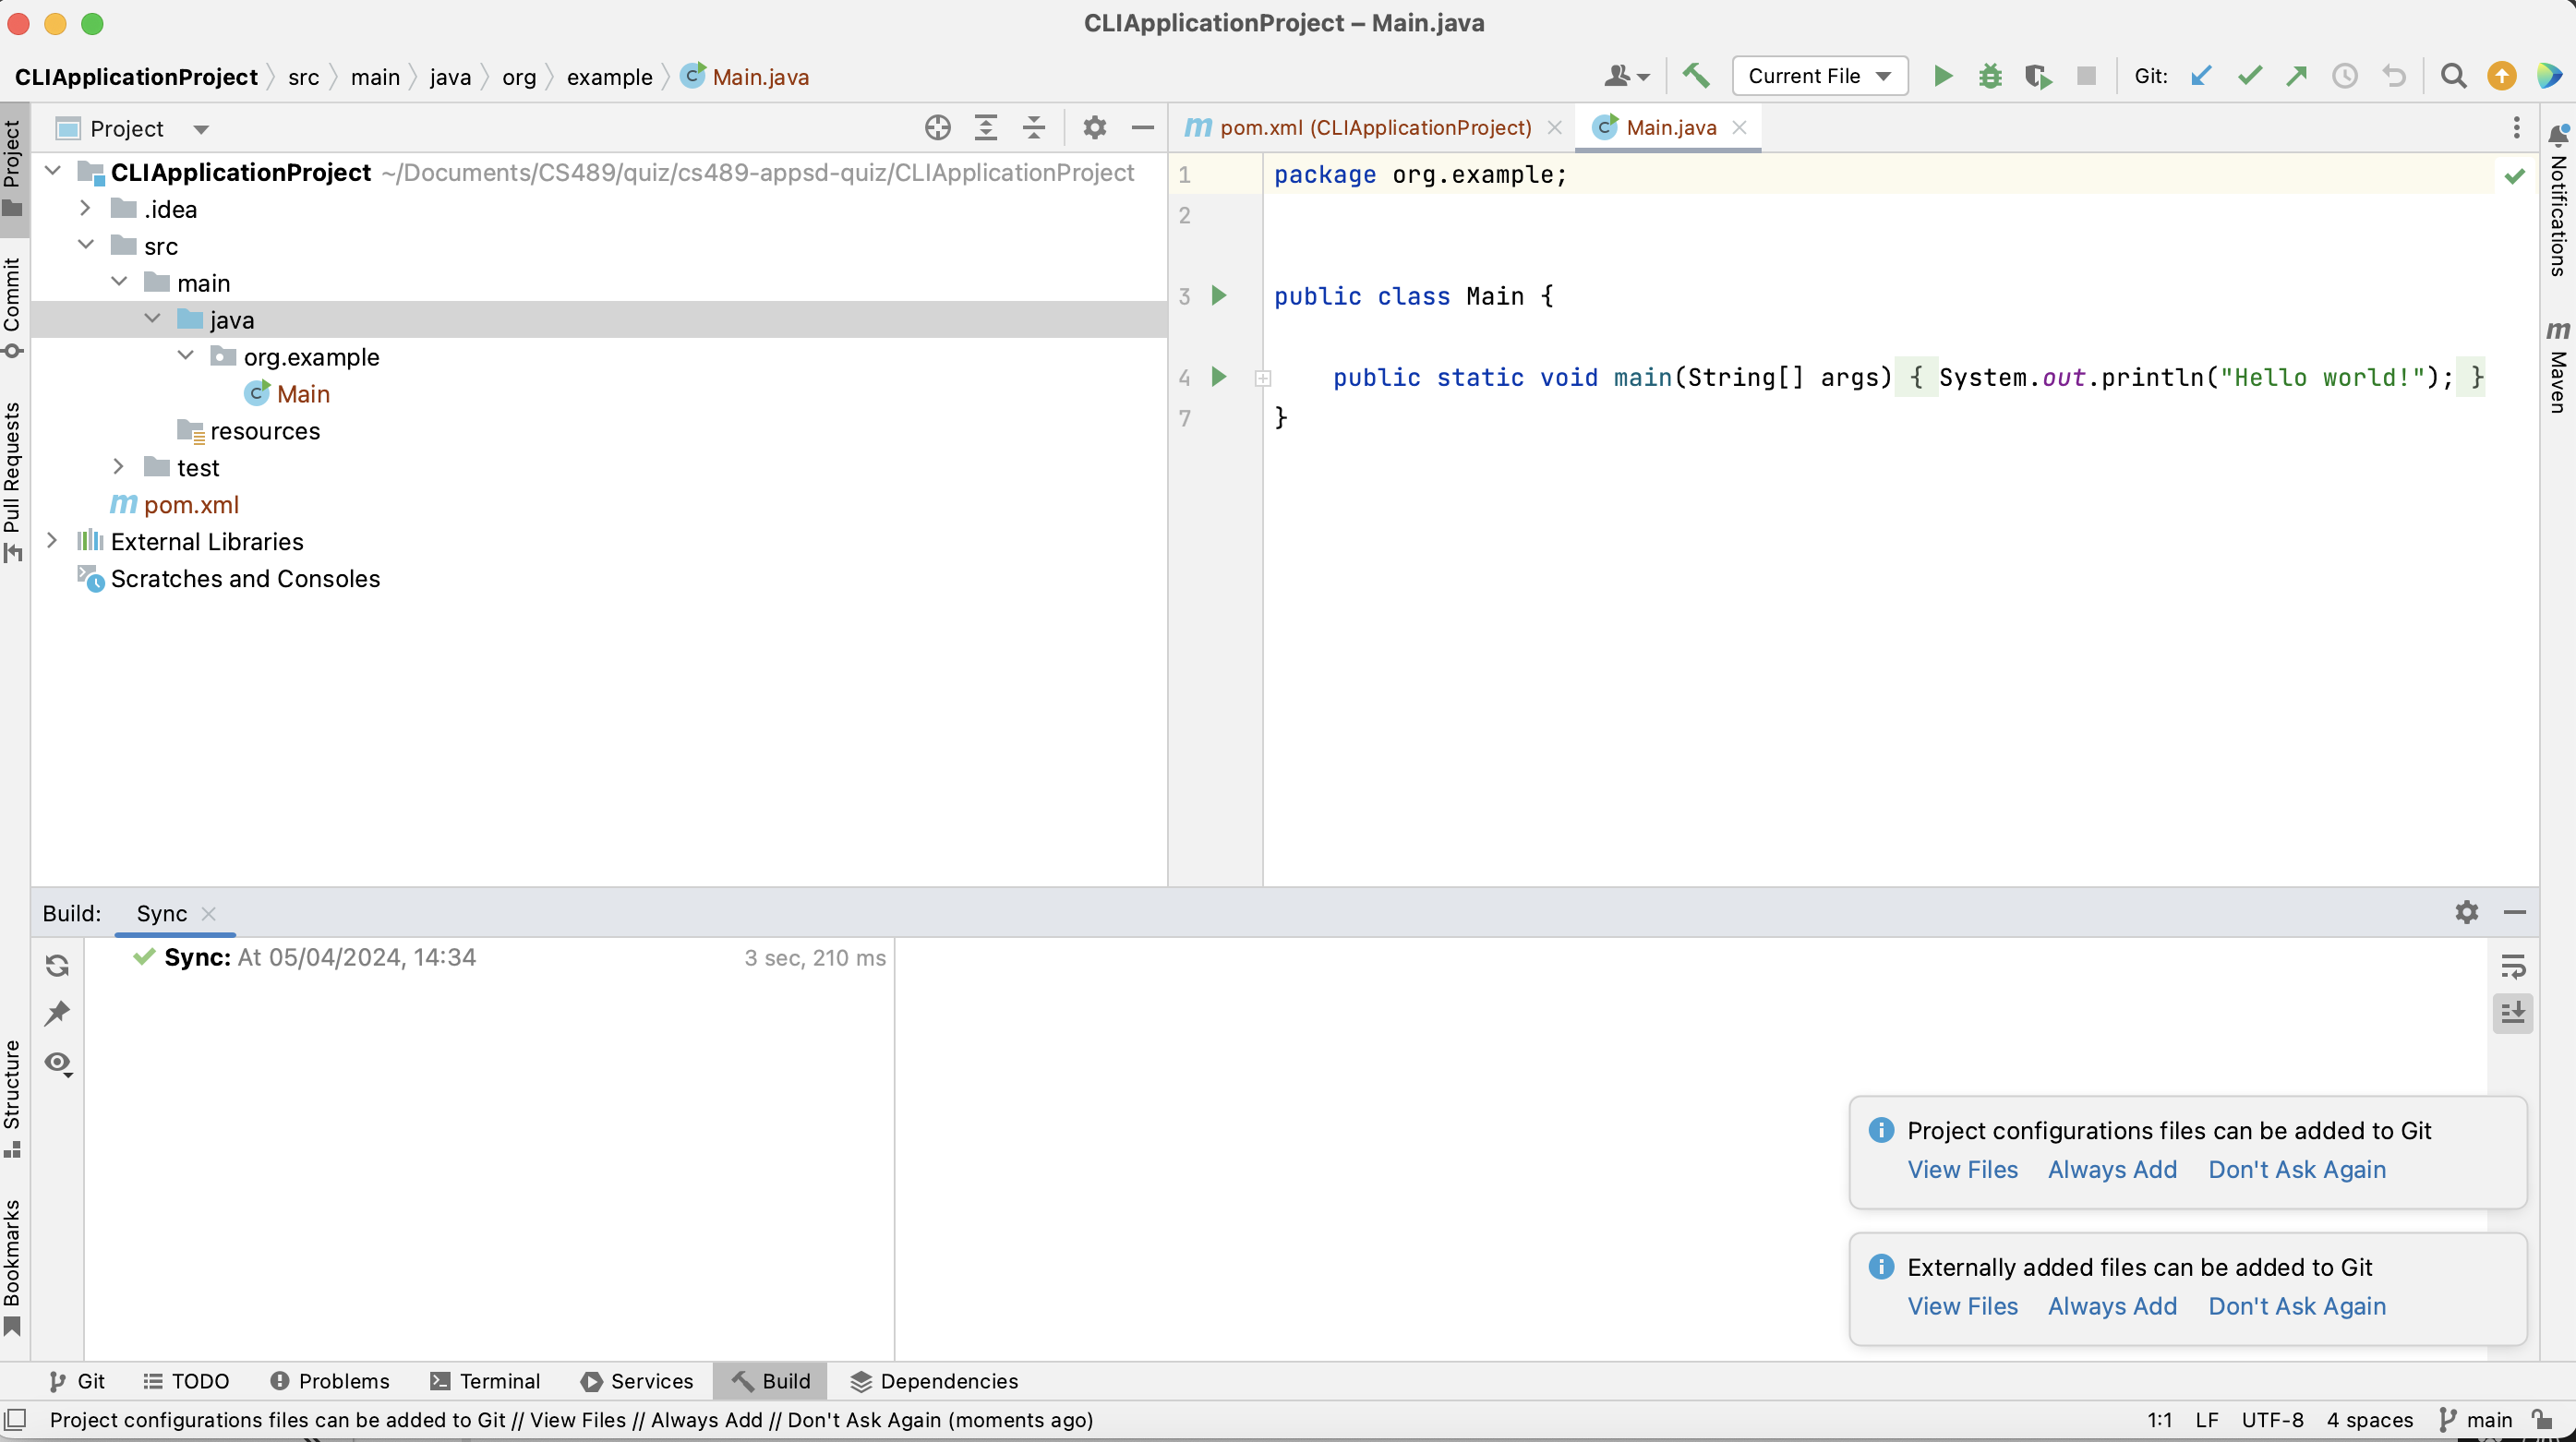 CLIApplicationProject – Main.java
CLIApplicationProject src main java org example Main.java
Current File Git:
Project
pom.xml (CLIApplicationProject) Main.java
CLIApplicationProject ~/Documents/CS489/quiz/cs489-appsd-quiz/CLIApplicationProject
.idea
src
main
java
org.example
Main
resources
test
pom.xml
External Libraries
Scratches and Consoles
1 package org.example;
2
3 public class Main {
4 public static void main(String[] args) { System.out.println("Hello world!"); }
7 }
Project
Commit
Pull Requests
Structure
Bookmarks
Notifications
Maven
Build: Sync
Sync: At 05/04/2024, 14:34 3 sec, 210 ms
Project configurations files can be added to Git
View Files Always Add Don't Ask Again
Externally added files can be added to Git
View Files Always Add Don't Ask Again
Git TODO Problems Terminal Services Build Dependencies
Project configurations files can be added to Git // View Files // Always Add // Don't Ask Again (moments ago) 1:1 LF UTF-8 4 spaces main